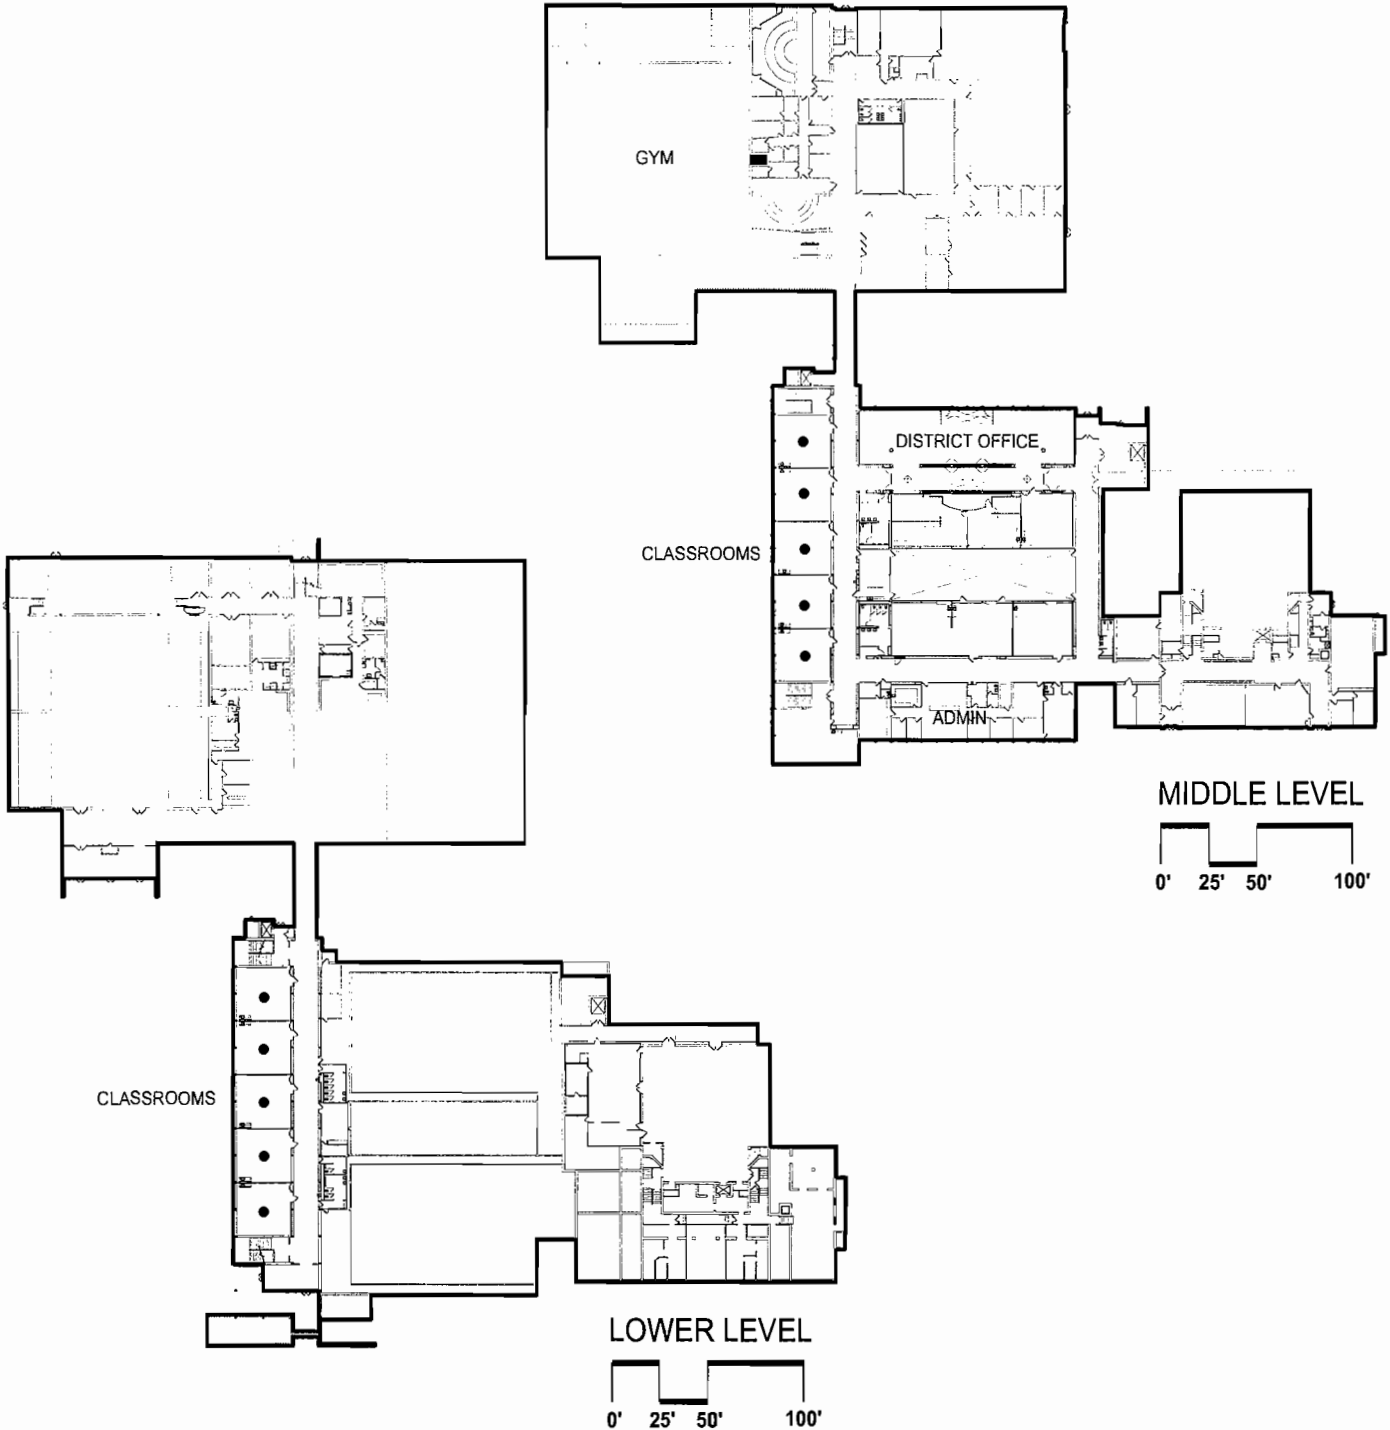 GYM
DISTRICT OFFICE
CLASSROOMS
ADMIN
MIDDLE LEVEL
0' 25' 50' 100'
CLASSROOMS
LOWER LEVEL
0' 25' 50' 100'